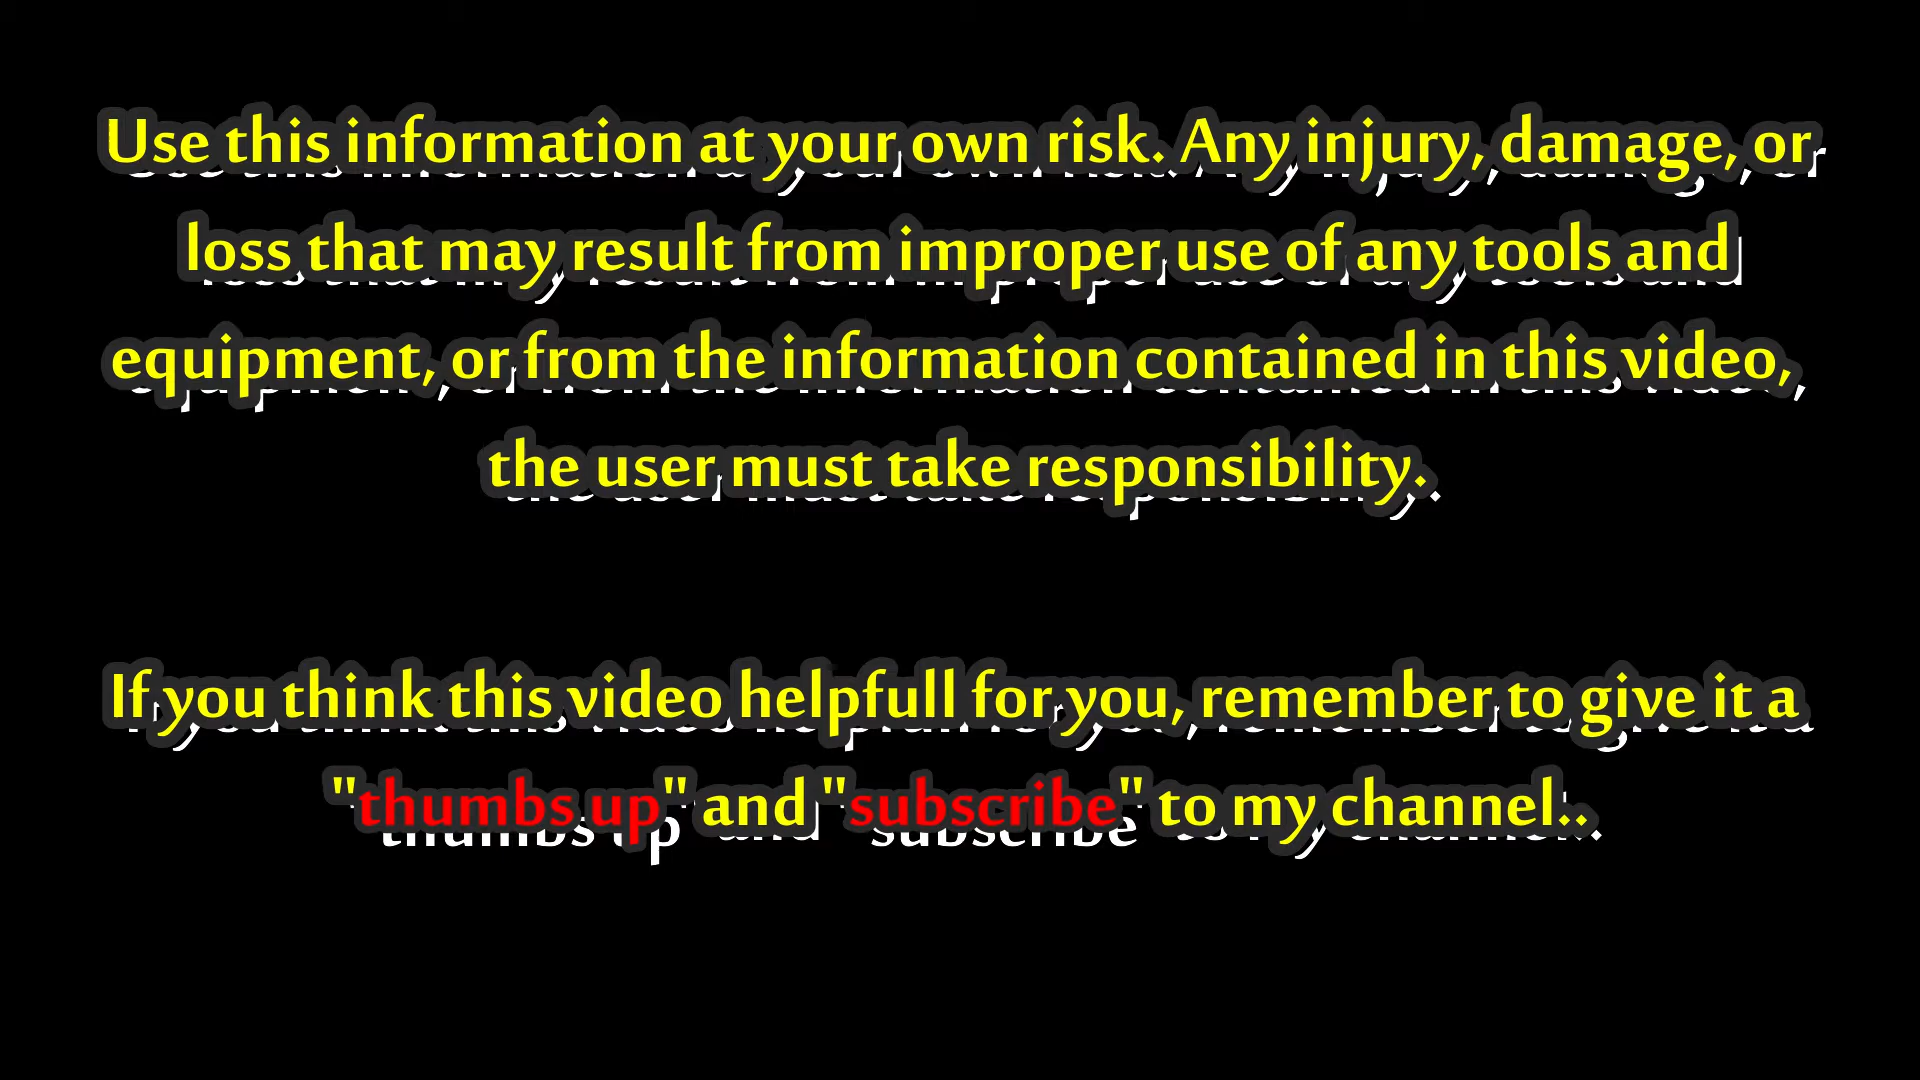 Use this information at your own risk. Any injury, damage, or
loss that may result from improper use of any tools and
equipment, or from the information contained in this video,
the user must take responsibility.
If you think this video helpfull for you, remember to give it a
"thumbs up" and "subscribe" to my channel..